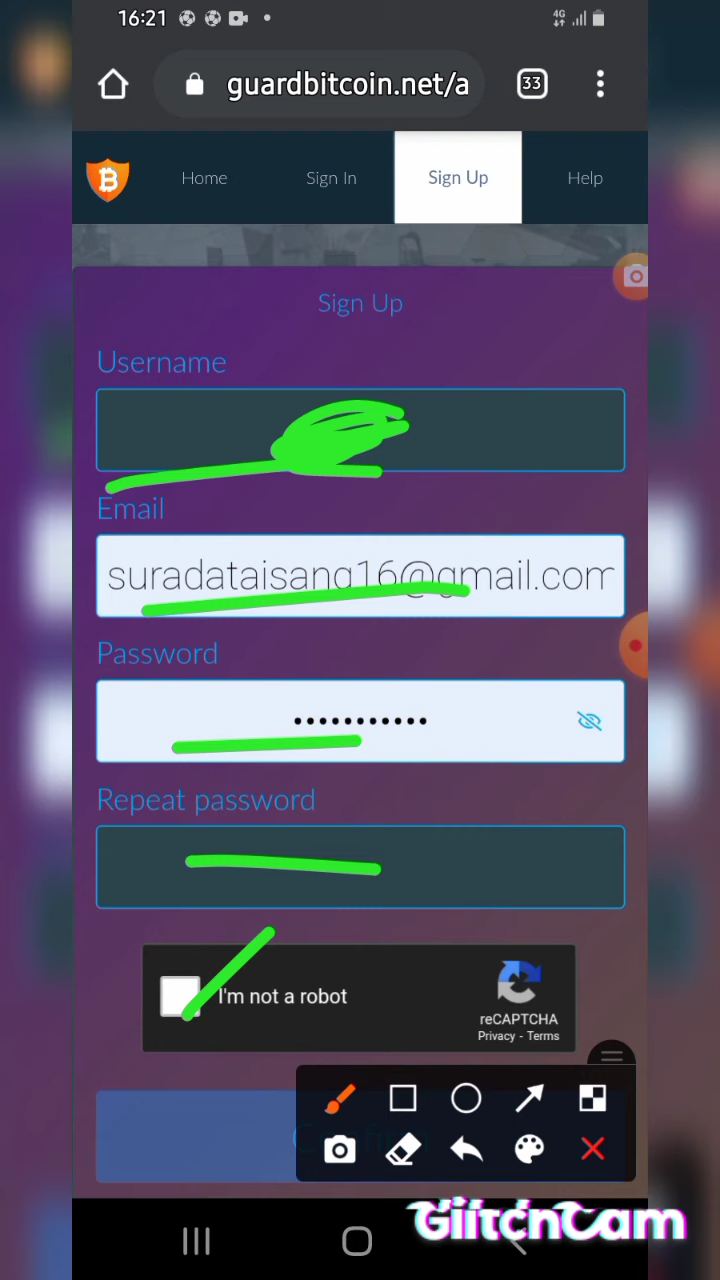 16:21
4G
guardbitcoin.net/a
33
Home
Sign In
Sign Up
Help
Sign Up
Username
Email
suradataisang16@gmail.com
Password
Repeat password
I'm not a robot
reCAPTCHA
Privacy - Terms
GlitchCam